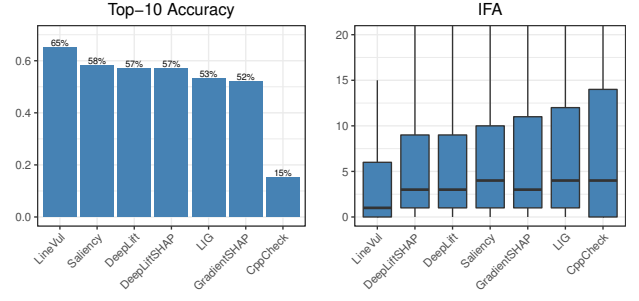 Top-10 Accuracy
0.6
0.4
0.2
0.0
65%
58%
57%
57%
53%
52%
15%
LineVul
Saliency
DeepLift
DeepLiftSHAP
LIG
GradientSHAP
CppCheck
IFA
20
15
10
5
0
LineVul
DeepLiftSHAP
DeepLift
Saliency
GradientSHAP
LIG
CppCheck